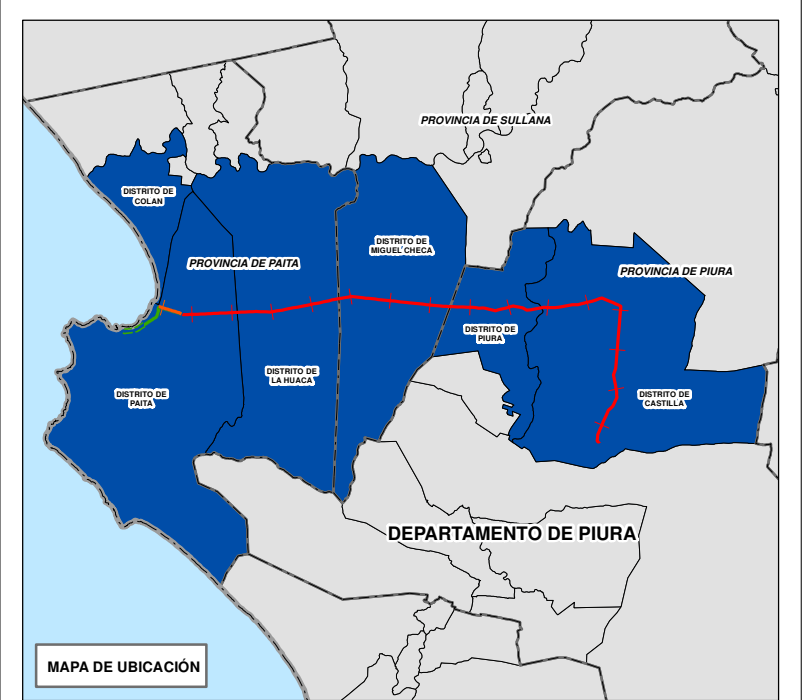 PROVINCIA DE SULLANA
DISTRITO DE
COLAN
DISTRITO DE
MIGUEL CHECA
PROVINCIA DE PAITA
PROVINCIA DE PIURA
DISTRITO DE
PIURA
DISTRITO DE
LA HUACA
DISTRITO DE
PAITA
DISTRITO DE
CASTILLA
DEPARTAMENTO DE PIURA
MAPA DE UBICACIÓN